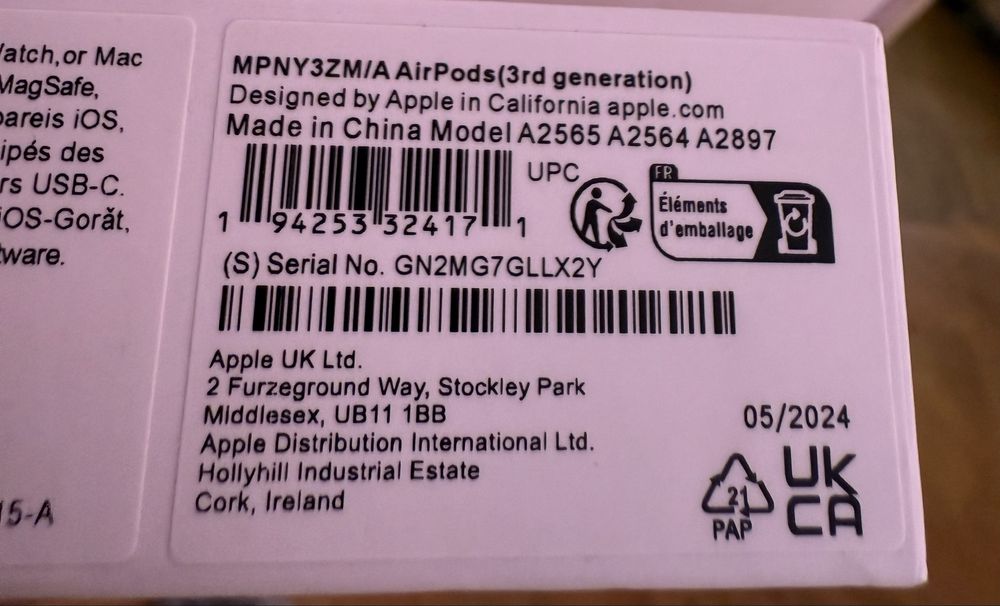 Watch, or Mac
MagSafe,
pareils iOS,
ipés des
rs USB-C.
iOS-Gorăt,
tware.
15-A
MPNY3ZM/A AirPods(3rd generation)
Designed by Apple in California apple.com
Made in China Model A2565 A2564 A2897
UPC
1 94253 32417 1
FR
Éléments
d'emballage
(S) Serial No. GN2MG7GLLX2Y
Apple UK Ltd.
2 Furzeground Way, Stockley Park
Middlesex, UB11 1BB
Apple Distribution International Ltd.
Hollyhill Industrial Estate
Cork, Ireland
05/2024
21
PAP
UK
CA